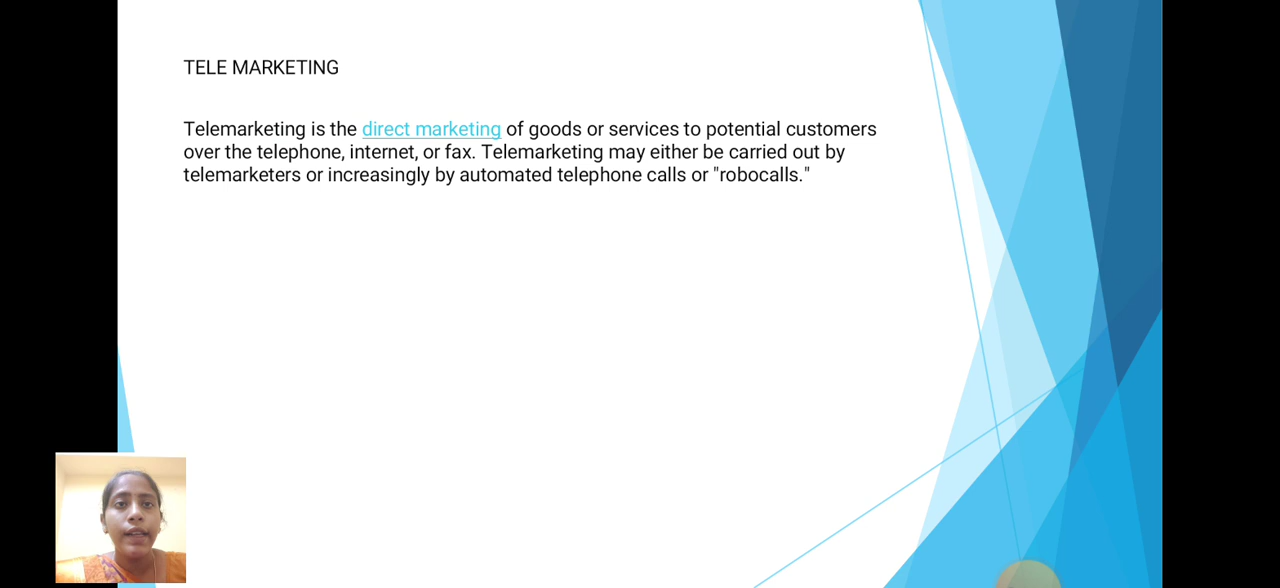 TELE MARKETING
Telemarketing is the direct marketing of goods or services to potential customers
over the telephone, internet, or fax. Telemarketing may either be carried out by
telemarketers or increasingly by automated telephone calls or "robocalls."